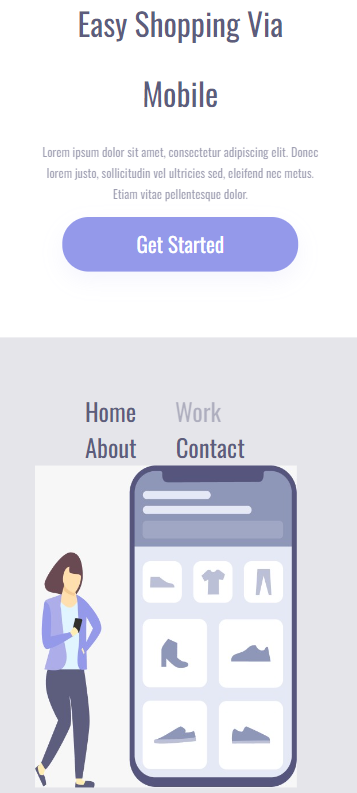 Easy Shopping Via
Mobile
Lorem ipsum dolor sit amet, consectetur adipiscing elit. Donec
lorem justo, sollicitudin vel ultricies sed, eleifend nec metus.
Etiam vitae pellentesque dolor.
Get Started
Home Work
About Contact